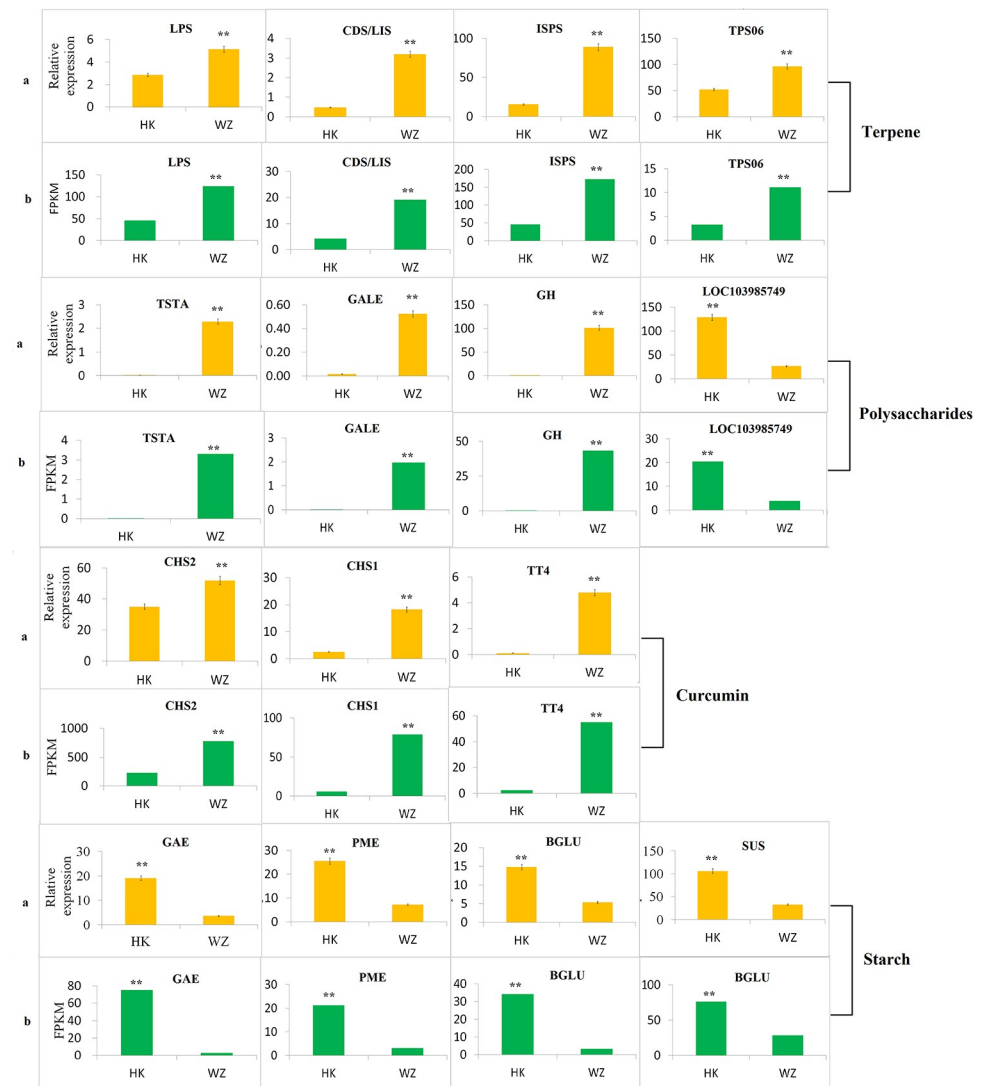 LPS CDS/LIS ISPS TPS06
a Relative expression
6 4 2 0 ** HK WZ
4 3 2 1 0 ** HK WZ
100 50 0 ** HK WZ
150 100 50 0 ** HK WZ
Terpene
LPS CDS/LIS ISPS TPS06
b FPKM
150 100 50 0 ** HK WZ
30 20 10 0 ** HK WZ
200 150 100 50 0 ** HK WZ
15 10 5 0 ** HK WZ
TSTA GALE GH LOC103985749
a Relative expression
3 2 1 0 ** HK WZ
0.60 0.40 0.20 0.00 ** HK WZ
150 100 50 0 ** HK WZ
150 100 50 0 ** HK WZ
Polysaccharides
TSTA GALE GH LOC103985749
b FPKM
4 3 2 1 0 ** HK WZ
3 2 1 0 ** HK WZ
50 25 0 ** HK WZ
30 20 10 0 ** HK WZ
CHS2 CHS1 TT4
a Relative expression
60 40 20 0 ** HK WZ
30 20 10 0 ** HK WZ
6 4 2 0 ** HK WZ
Curcumin
CHS2 CHS1 TT4
b FPKM
1000 500 0 ** HK WZ
100 50 0 ** HK WZ
60 40 20 0 ** HK WZ
GAE PME BGLU SUS
a Rlative expression
30 20 10 0 ** HK WZ
30 20 .10 0 ** HK WZ
20 15 10 5 0 ** HK WZ
150 100 50 0 ** HK WZ
Starch
GAE PME BGLU BGLU
b FPKM
80 60 40 20 0 ** HK WZ
30 20 10 0 ** HK WZ
40 30 20 10 0 ** HK WZ
100 50 0 ** HK WZ